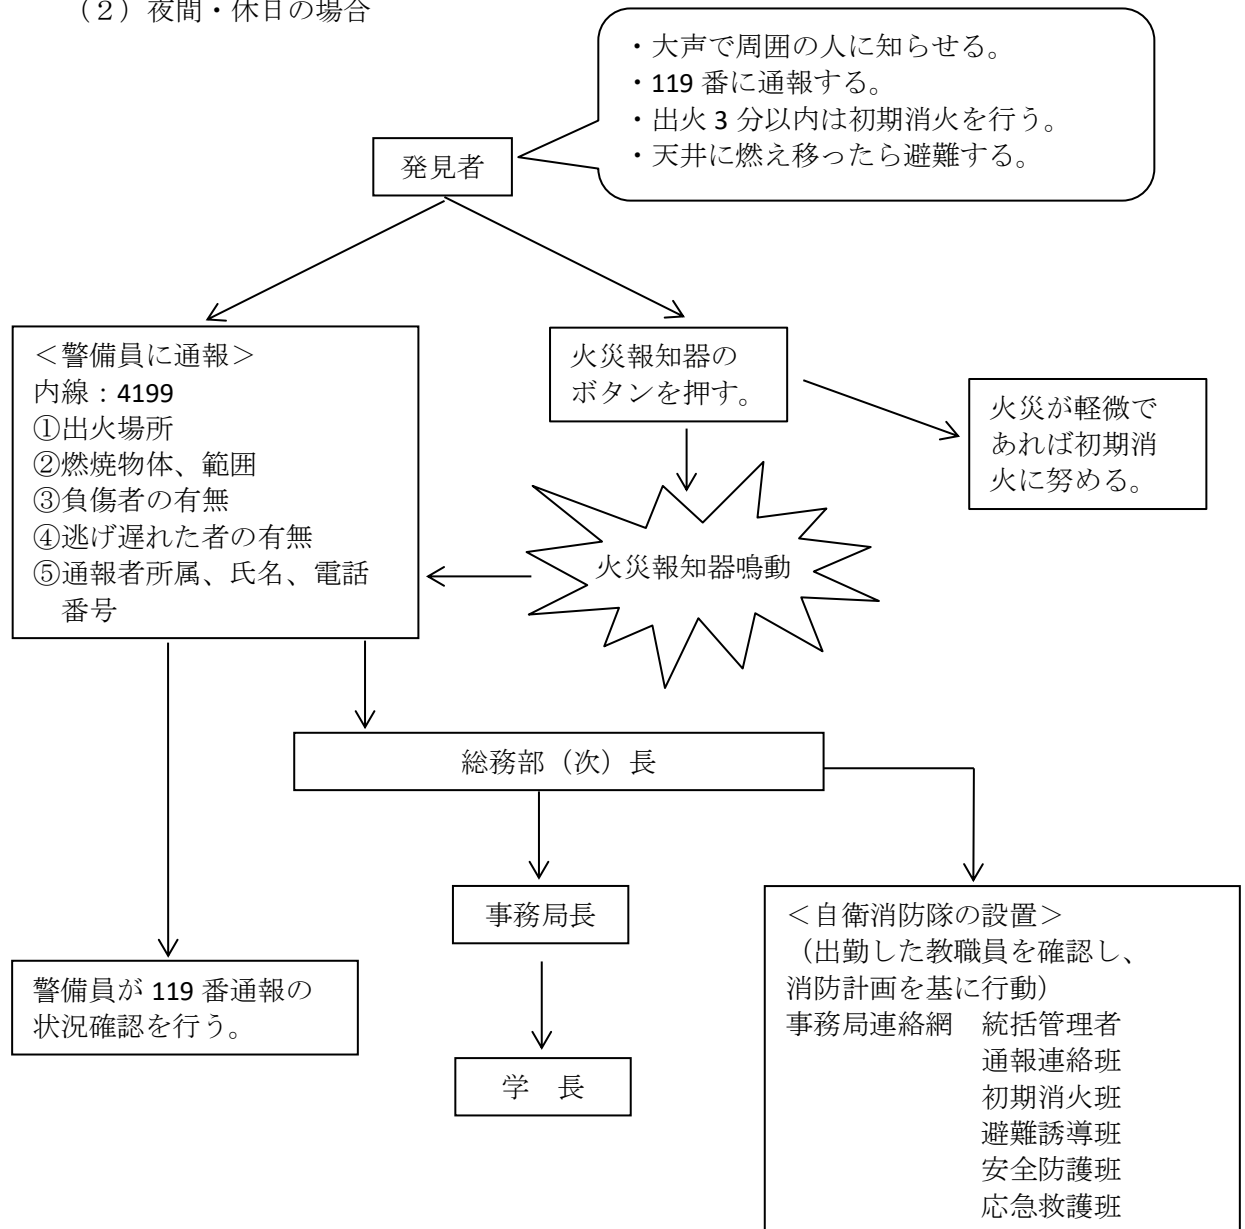 （２）夜間・休日の場合
・大声で周囲の人に知らせる。
・119 番に通報する。
・出火 3 分以内は初期消火を行う。
・天井に燃え移ったら避難する。
発見者
＜警備員に通報＞
内線：4199
①出火場所
②燃焼物体、範囲
③負傷者の有無
④逃げ遅れた者の有無
⑤通報者所属、氏名、電話
番号
火災報知器の
ボタンを押す。
火災が軽微で
あれば初期消
火に努める。
火災報知器鳴動
総務部（次）長
事務局長
学　長
警備員が 119 番通報の
状況確認を行う。
＜自衛消防隊の設置＞
（出勤した教職員を確認し、
消防計画を基に行動）
事務局連絡網　統括管理者
通報連絡班
初期消火班
避難誘導班
安全防護班
応急救護班